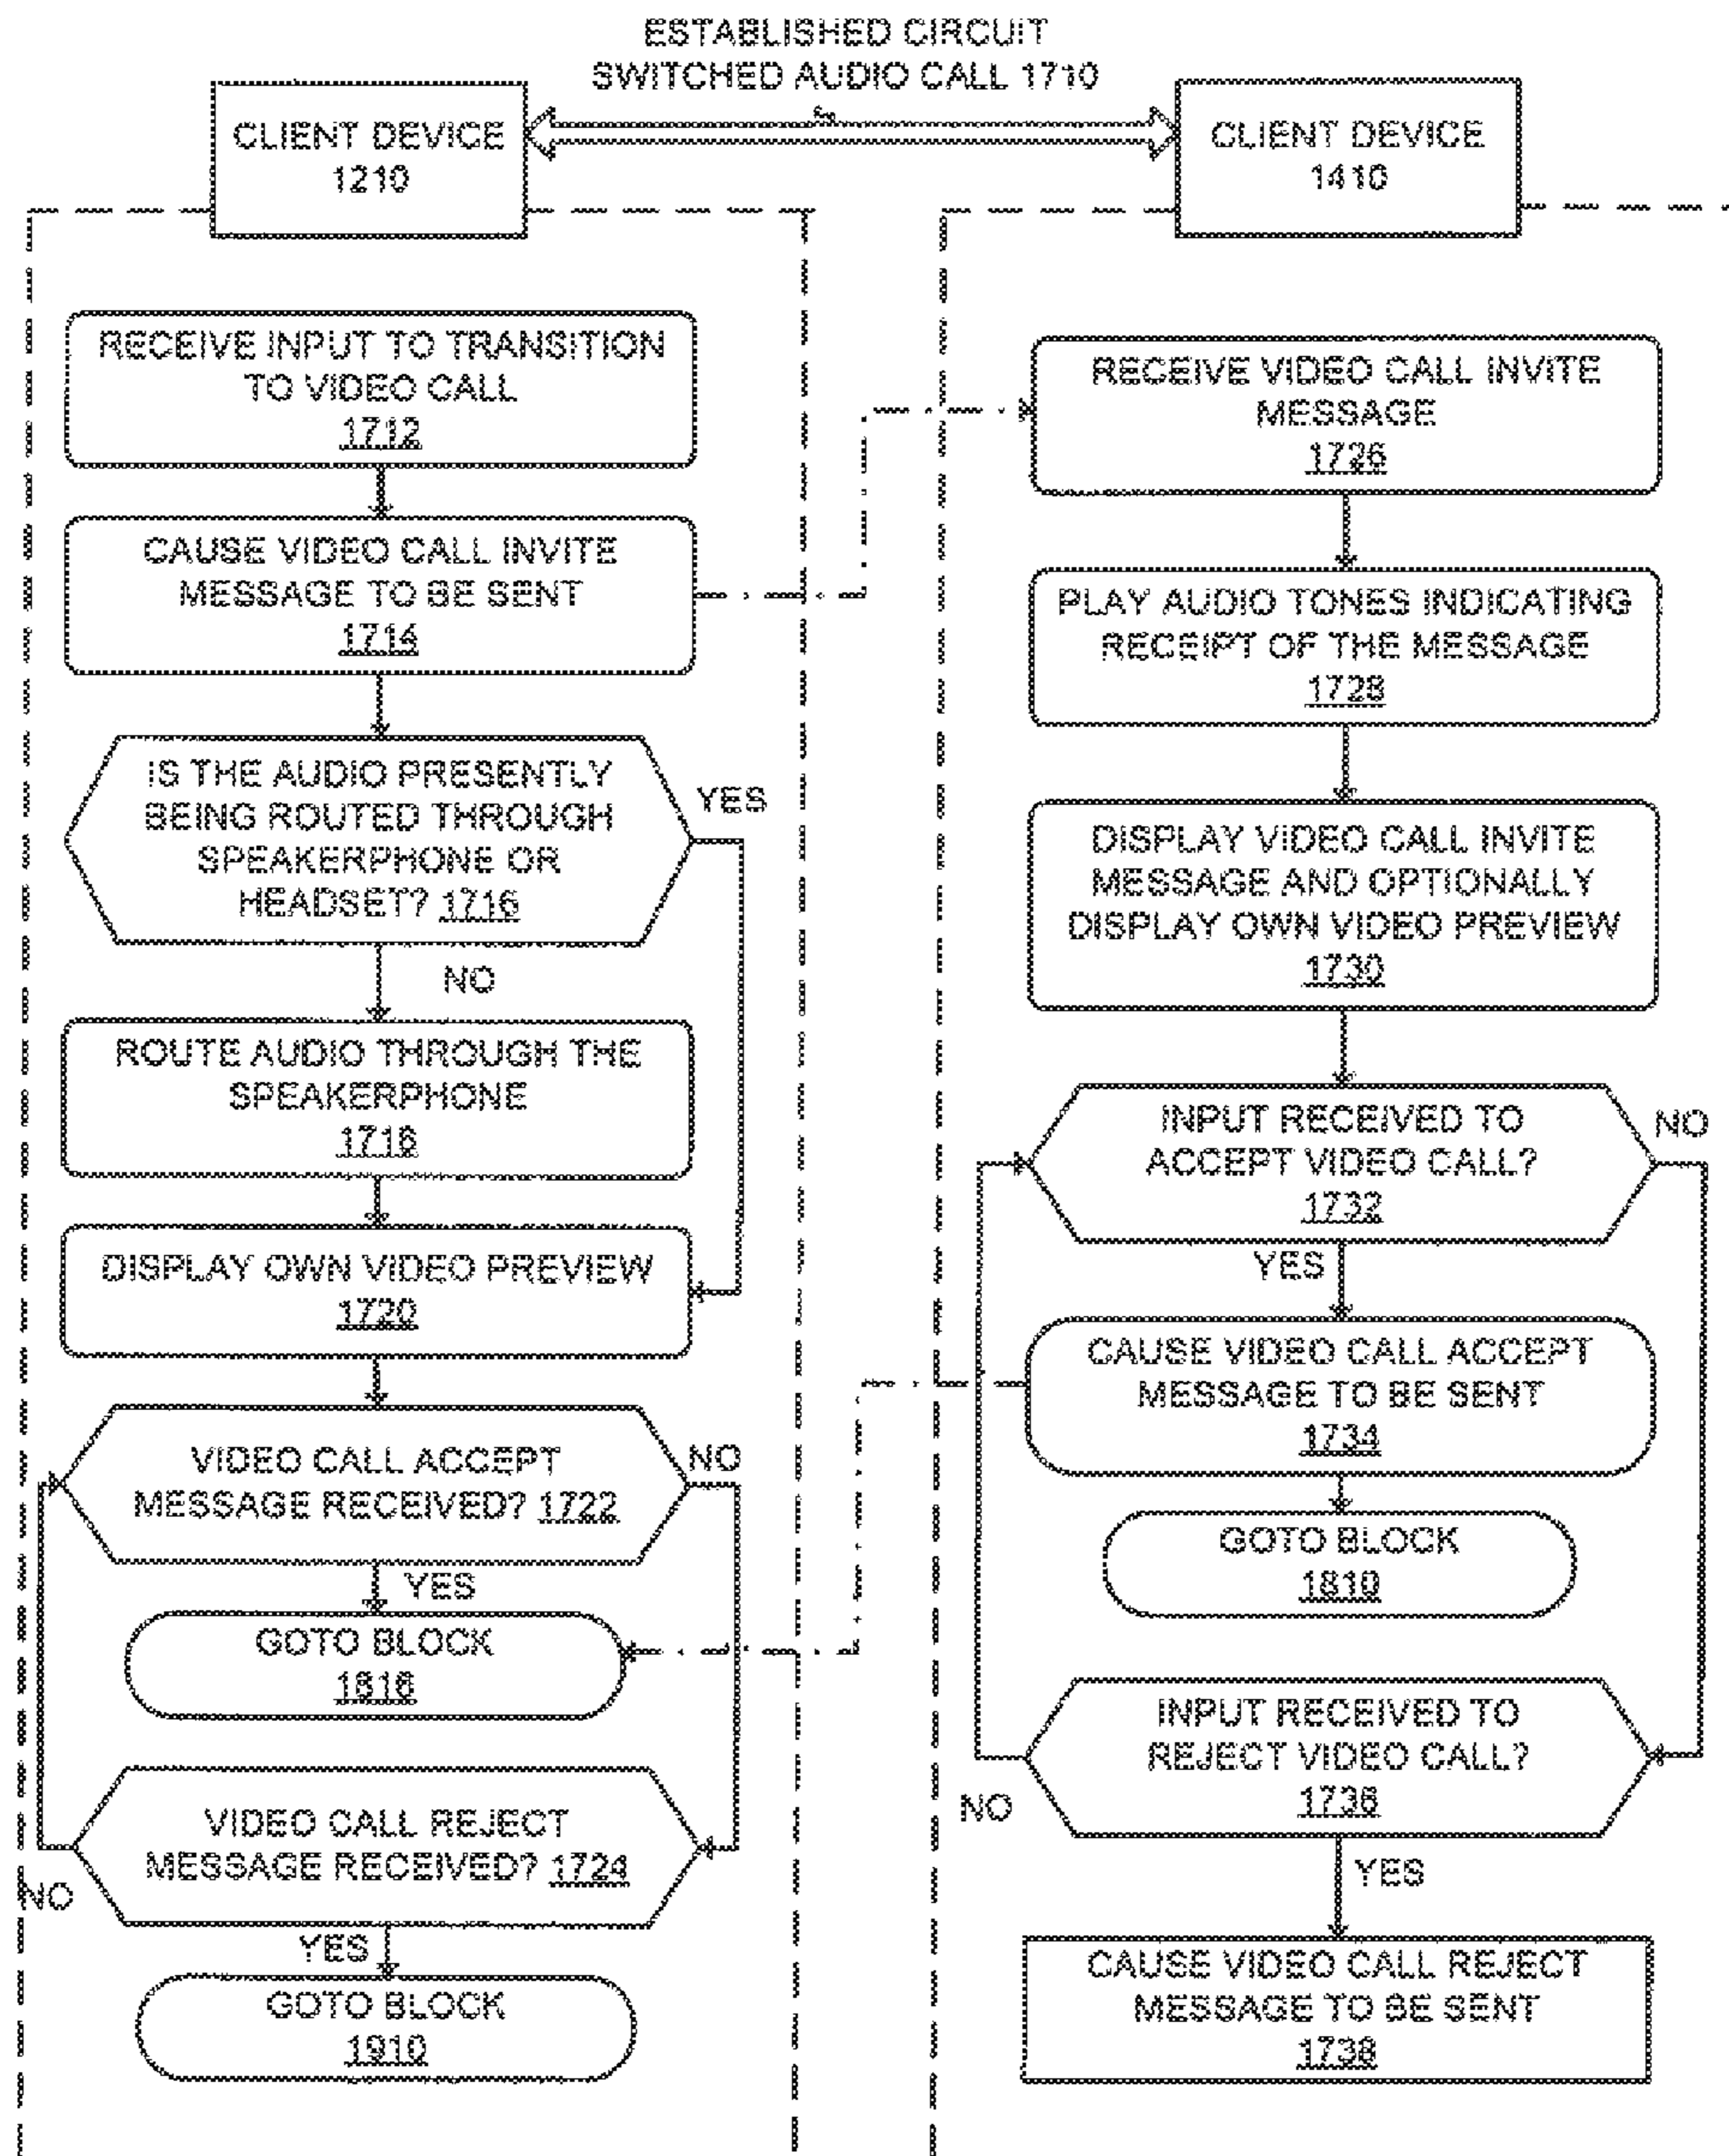 ESTABLISHED CIRCUIT
SWITCHED AUDIO CALL 1710
CLIENT DEVICE
1210
CLIENT DEVICE
1410
RECEIVE INPUT TO TRANSITION
TO VIDEO CALL
1712
CAUSE VIDEO CALL INVITE
MESSAGE TO BE SENT
1714
IS THE AUDIO PRESENTLY
BEING ROUTED THROUGH
SPEAKERPHONE OR
HEADSET? 1716
YES
NO
ROUTE AUDIO THROUGH THE
SPEAKERPHONE
1718
DISPLAY OWN VIDEO PREVIEW
1720
VIDEO CALL ACCEPT
MESSAGE RECEIVED? 1722
NO
YES
GOTO BLOCK
1816
VIDEO CALL REJECT
MESSAGE RECEIVED? 1724
NO
YES
GOTO BLOCK
1910
RECEIVE VIDEO CALL INVITE
MESSAGE
1726
PLAY AUDIO TONES INDICATING
RECEIPT OF THE MESSAGE
1728
DISPLAY VIDEO CALL INVITE
MESSAGE AND OPTIONALLY
DISPLAY OWN VIDEO PREVIEW
1730
INPUT RECEIVED TO
ACCEPT VIDEO CALL?
1732
NO
YES
CAUSE VIDEO CALL ACCEPT
MESSAGE TO BE SENT
1734
GOTO BLOCK
1810
INPUT RECEIVED TO
REJECT VIDEO CALL?
1736
NO
YES
CAUSE VIDEO CALL REJECT
MESSAGE TO BE SENT
1738